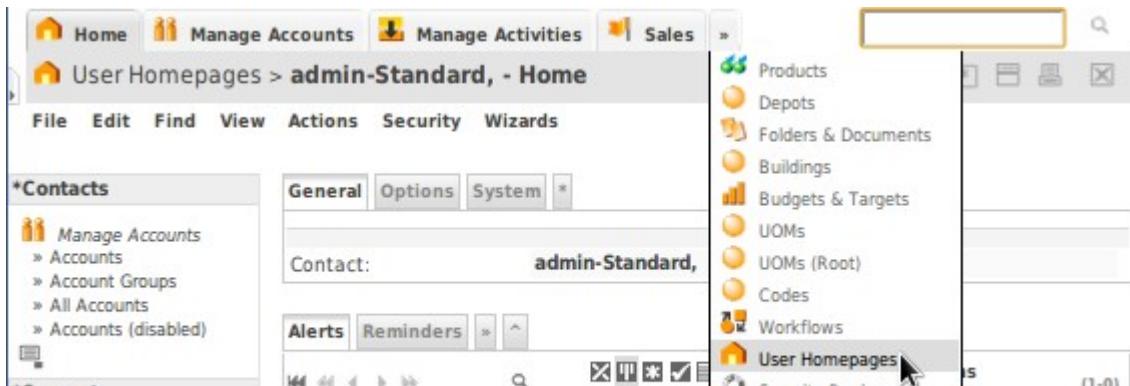 Home Manage Accounts Manage Activities Sales »
User Homepages > admin-Standard, - Home
File Edit Find View Actions Security Wizards
*Contacts
Manage Accounts
» Accounts
» Account Groups
» All Accounts
» Accounts (disabled)
General Options System *
Contact: admin-Standard,
Alerts Reminders » ^
Products
Depots
Folders & Documents
Buildings
Budgets & Targets
UOMs
UOMs (Root)
Codes
Workflows
User Homepages